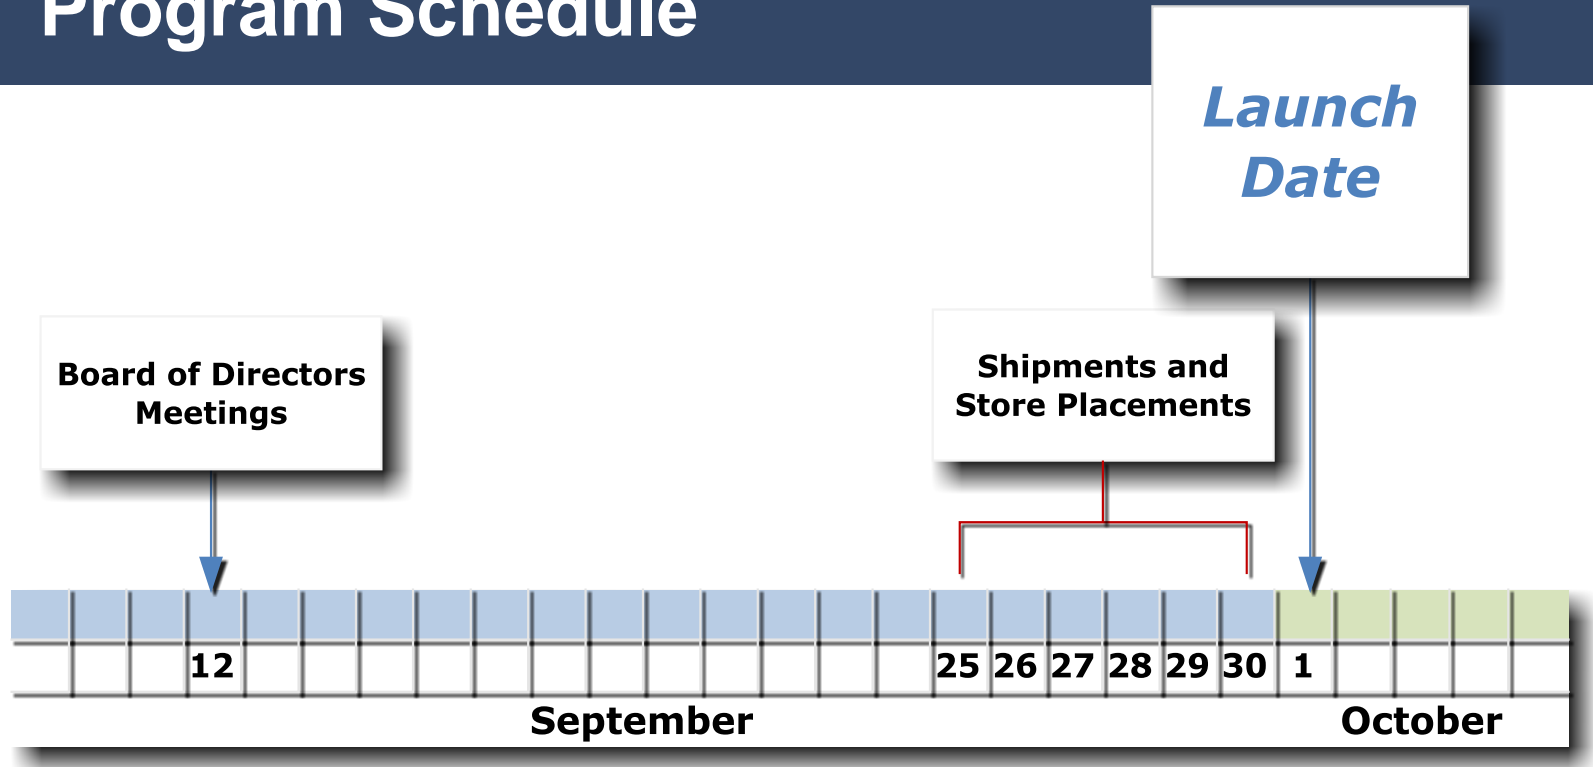 Program Schedule
Launch
Date
Board of Directors
Meetings
Shipments and
Store Placements
12 25 26 27 28 29 30 1
September October